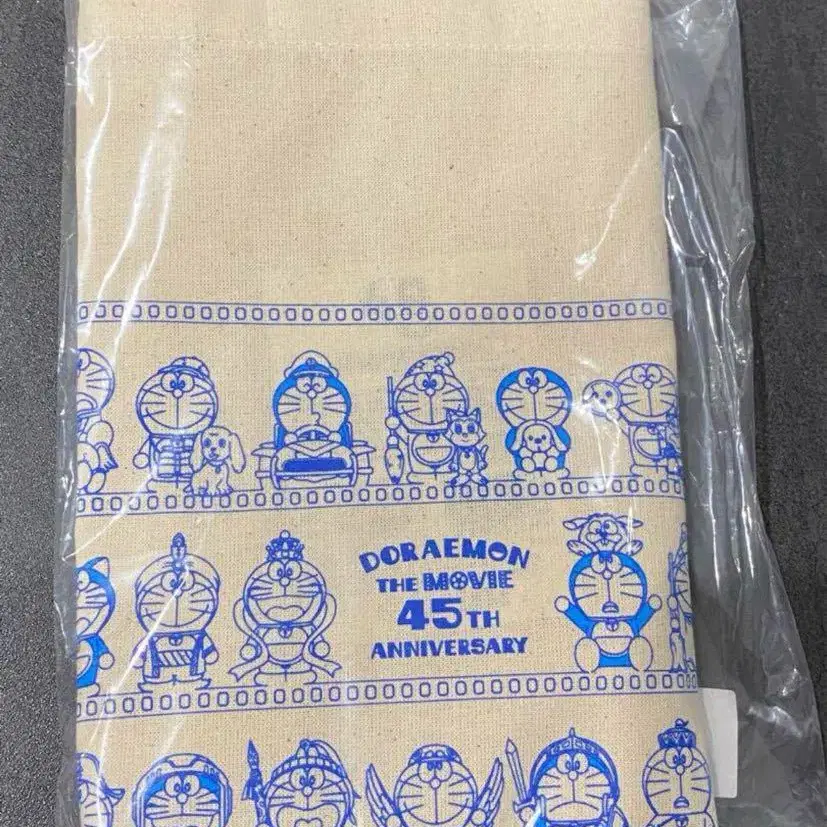 DORAEMON
THE MOVIE
45TH
ANNIVERSARY